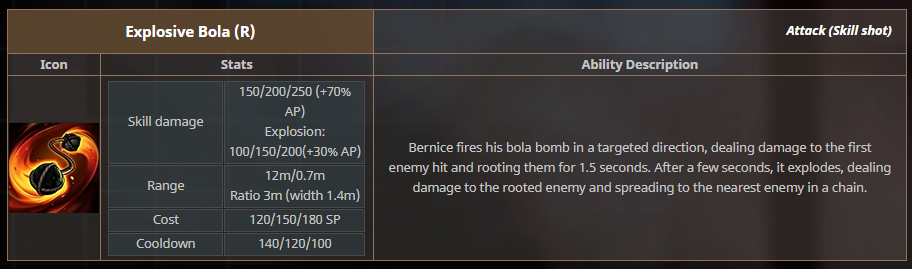 Explosive Bola (R)
Attack (Skill shot)
Icon
Stats
Ability Description
Skill damage
150/200/250 (+70%
AP)
Explosion:
100/150/200(+30% AP)
Range
12m/0.7m
Ratio 3m (width 1.4m)
Cost
120/150/180 SP
Cooldown
140/120/100
Bernice fires his bola bomb in a targeted direction, dealing damage to the first
enemy hit and rooting them for 1.5 seconds. After a few seconds, it explodes, dealing
damage to the rooted enemy and spreading to the nearest enemy in a chain.